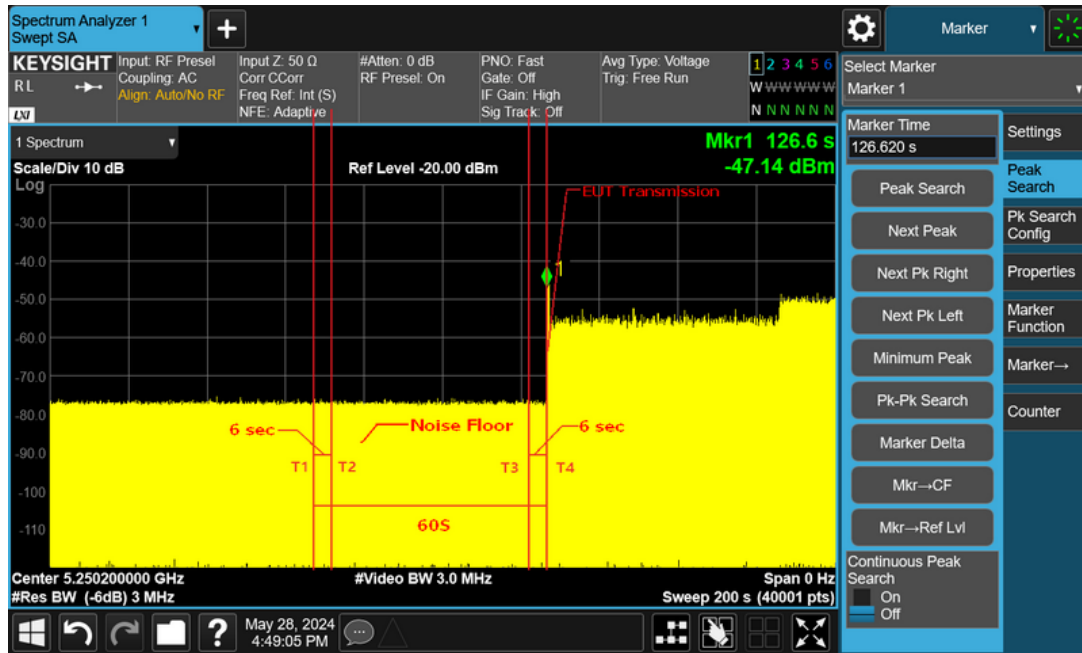 Spectrum Analyzer 1
Swept SA
+
Marker
KEYSIGHT
RL
LXI
Input: RF Presel
Coupling: AC
Align: Auto/No RF
Input Z: 50 Ω
Corr CCorr
Freq Ref: Int (S)
NFE: Adaptive
#Atten: 0 dB
RF Presel: On
PNO: Fast
Gate: Off
IF Gain: High
Sig Track: Off
Avg Type: Voltage
Trig: Free Run
1 2 3 4 5 6
W W W W W W
N N N N N N
Select Marker
Marker 1
1 Spectrum
Mkr1 126.6 s
Scale/Div 10 dB
Ref Level -20.00 dBm
-47.14 dBm
Log
-30.0
-40.0
-50.0
-60.0
-70.0
-80.0
-90.0
-100
-110
EUT Transmission
1
6 sec
Noise Floor
6 sec
T1
T2
T3
T4
60S
Center 5.250200000 GHz
#Video BW 3.0 MHz
Span 0 Hz
#Res BW (-6dB) 3 MHz
Sweep 200 s (40001 pts)
Marker Time
126.620 s
Peak Search
Next Peak
Next Pk Right
Next Pk Left
Minimum Peak
Pk-Pk Search
Marker Delta
Mkr→CF
Mkr→Ref Lvl
Continuous Peak
Search
On
Off
Settings
Peak
Search
Pk Search
Config
Properties
Marker
Function
Marker→
Counter
?
May 28, 2024
4:49:05 PM